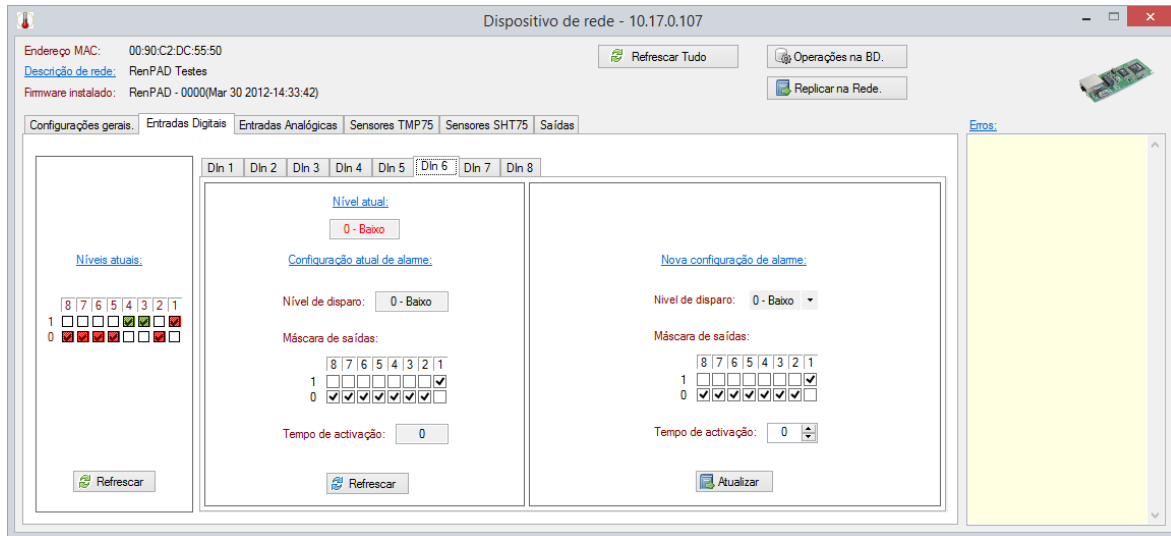 Dispositivo de rede - 10.17.0.107
Endereço MAC: 00:90:C2:DC:55:50
Descrição de rede: RenPAD Testes
Firmware instalado: RenPAD - 0000(Mar 30 2012-14:33:42)
Refrescar Tudo
Operações na BD.
Replicar na Rede.
Configurações gerais. Entradas Digitais Entradas Analógicas Sensores TMP75 Sensores SHT75 Saídas
Erros:
DIn 1 DIn 2 DIn 3 DIn 4 DIn 5 DIn 6 DIn 7 DIn 8
Níveis atuais:
8 7 6 5 4 3 2 1
1
0
Refrescar
Nível atual:
0 - Baixo
Configuração atual de alarme:
Nível de disparo: 0 - Baixo
Máscara de saídas:
8 7 6 5 4 3 2 1
1
0
Tempo de activação: 0
Refrescar
Nova configuração de alarme:
Nivel de disparo: 0 - Baixo
Máscara de saídas:
8 7 6 5 4 3 2 1
1
0
Tempo de activação: 0
Atualizar